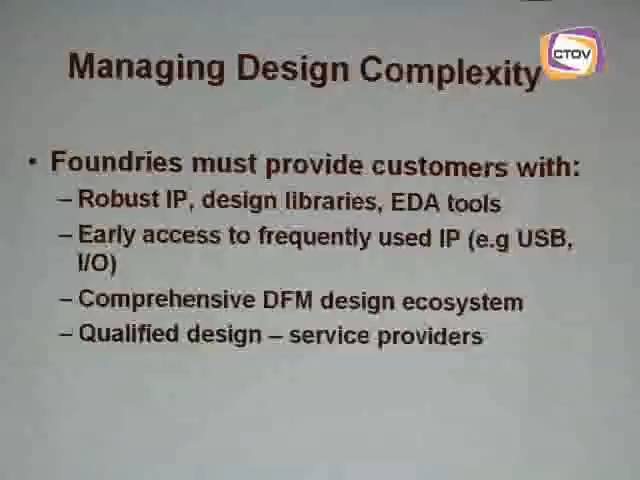 CTOV
Managing Design Complexity
• Foundries must provide customers with:
– Robust IP, design libraries, EDA tools
– Early access to frequently used IP (e.g USB,
I/O)
– Comprehensive DFM design ecosystem
– Qualified design – service providers